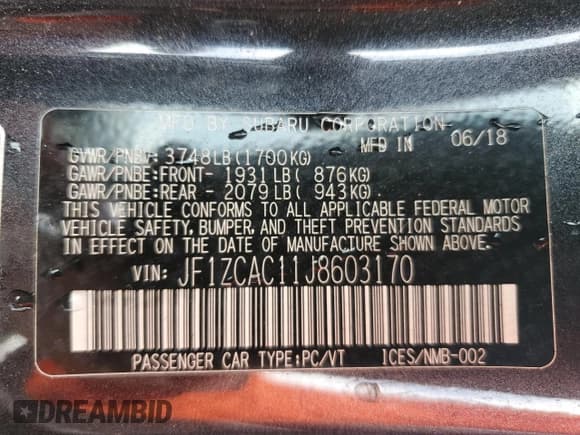 MFD BY SUBARU CORPORATION
GVWR/PNBV: 3748LB(1700KG) MFD IN 06/18
GAWR/PNBE:FRONT- 1931LB( 876KG)
GAWR/PNBE:REAR - 2079LB( 943KG)
THIS VEHICLE CONFORMS TO ALL APPLICABLE FEDERAL MOTOR
VEHICLE SAFETY, BUMPER, AND THEFT PREVENTION STANDARDS
IN EFFECT ON THE DATE OF MANUFACTURE SHOWN ABOVE.
VIN: JF1ZCAC11J8603170
PASSENGER CAR TYPE:PC/VT ICES/NMB-002
DREAMBID